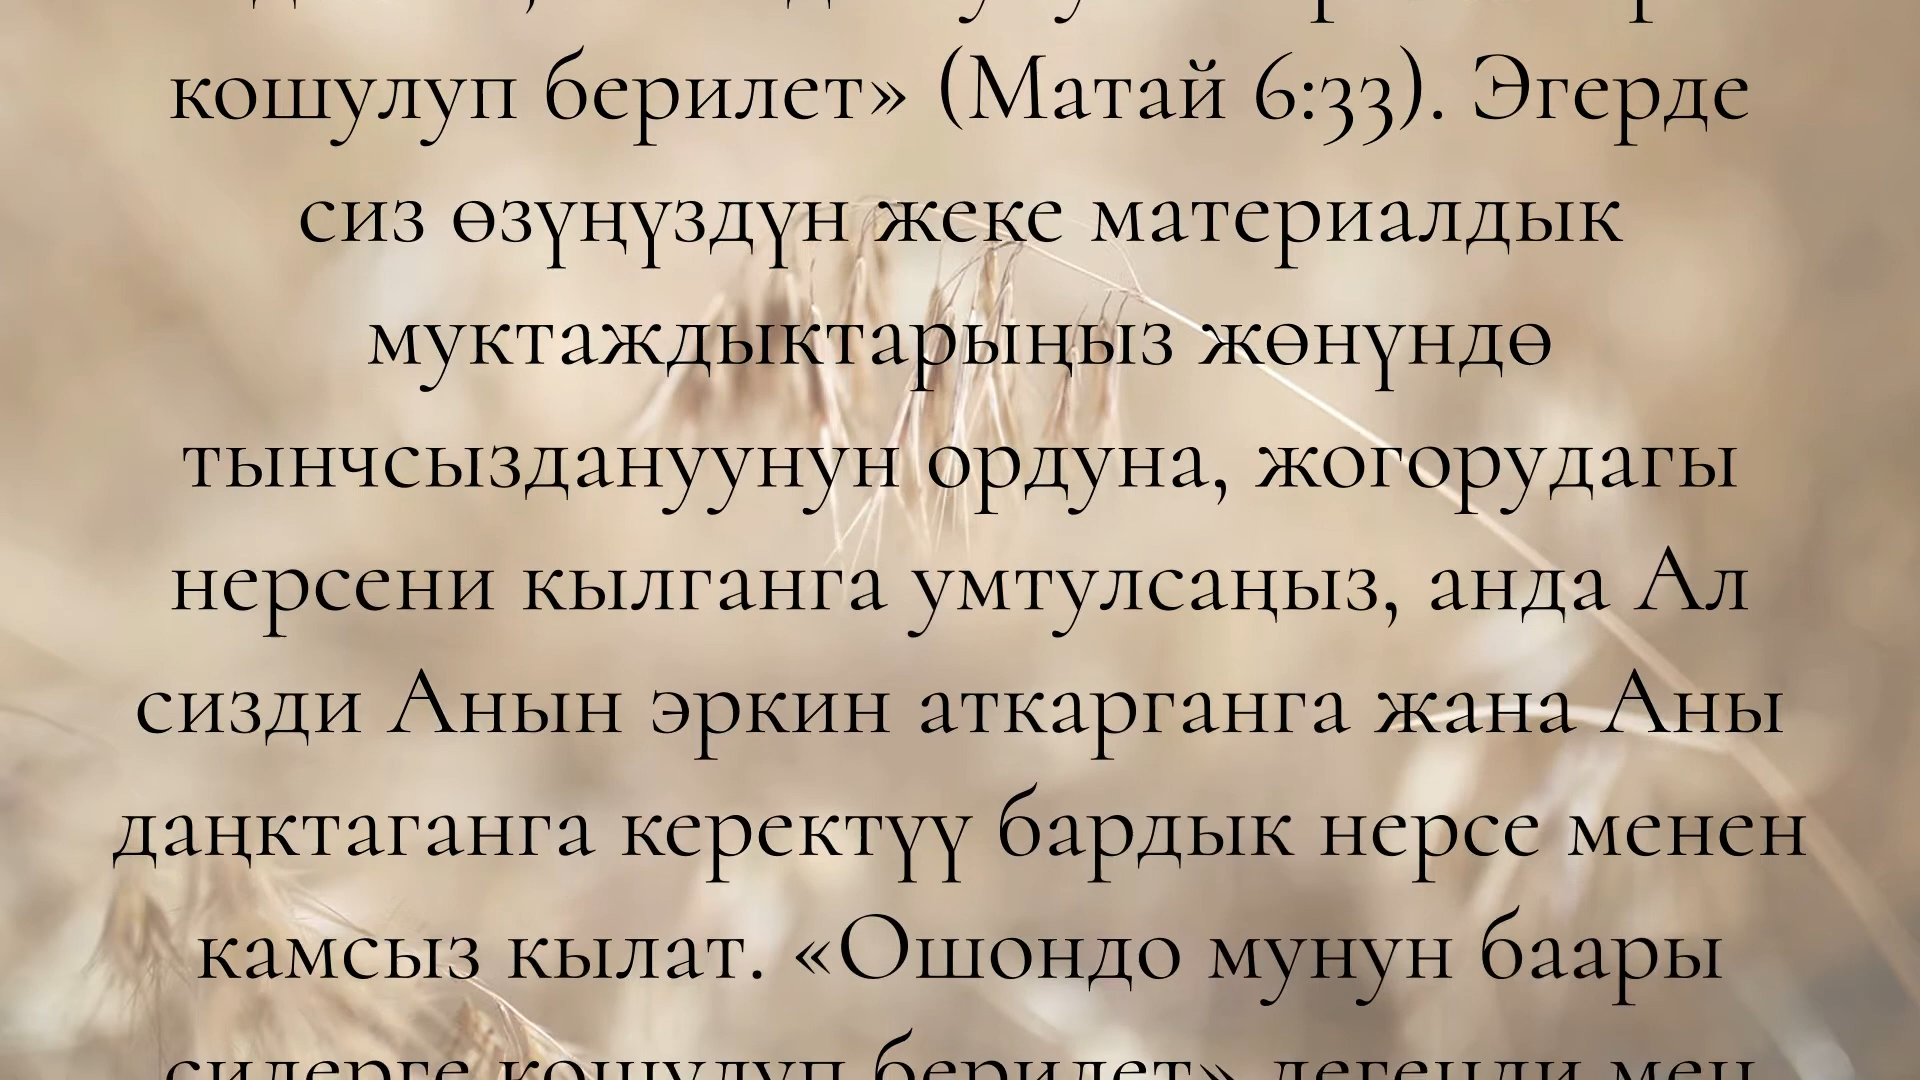 кошулуп берилет» (Матай 6:33). Эгерде
сиз өзүңүздүн жеке материалдык
муктаждыктарыңыз жөнүндө
тынчсыздануунун ордуна, жогорудагы
нерсени кылганга умтулсаңыз, анда Ал
сизди Анын эркин аткарганга жана Аны
даңктаганга керектүү бардык нерсе менен
камсыз кылат. «Ошондо мунун баары
силерге кошулуп берилет» дегенди мен